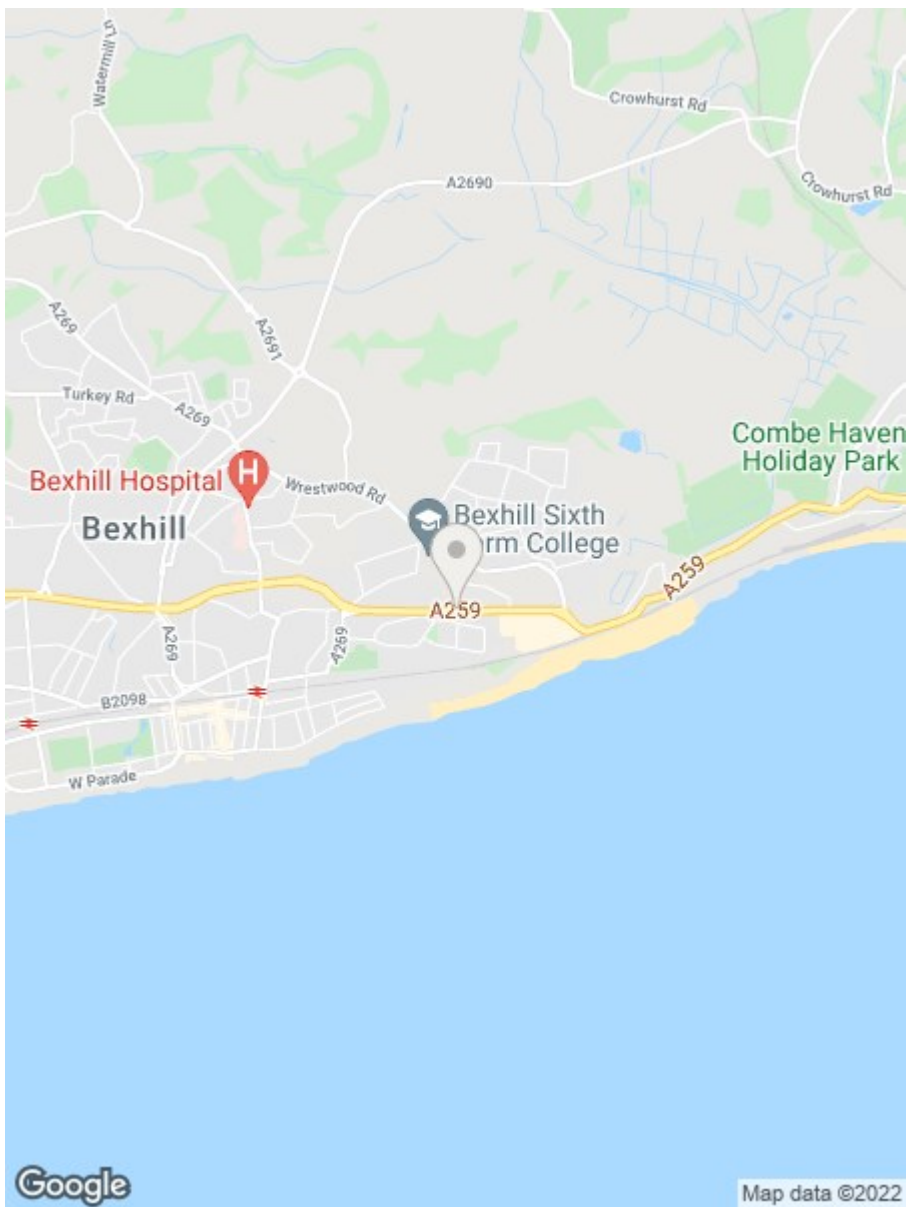 Watermill Ln
Crowhurst Rd
A2690
Crowhurst Rd
A269
A2691
Turkey Rd
A269
Combe Haven
Holiday Park
Bexhill Hospital
H
Wrestwood Rd
Bexhill
Bexhill Sixth
orm College
A259
A259
A269
A269
B2098
W Parade
Google
Map data ©2022